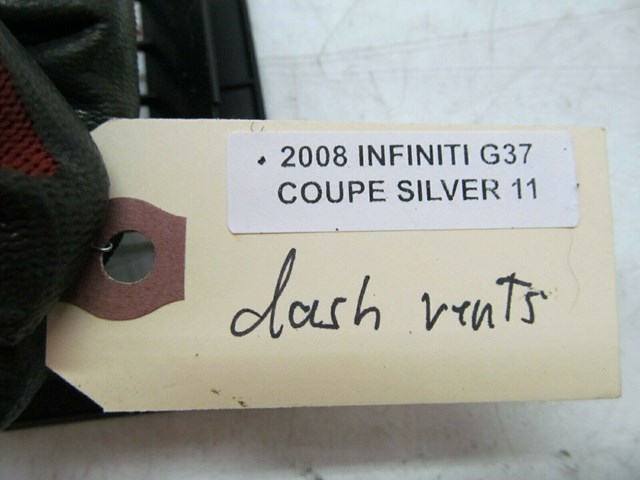 • 2008 INFINITI G37
COUPE SILVER 11
dash vents